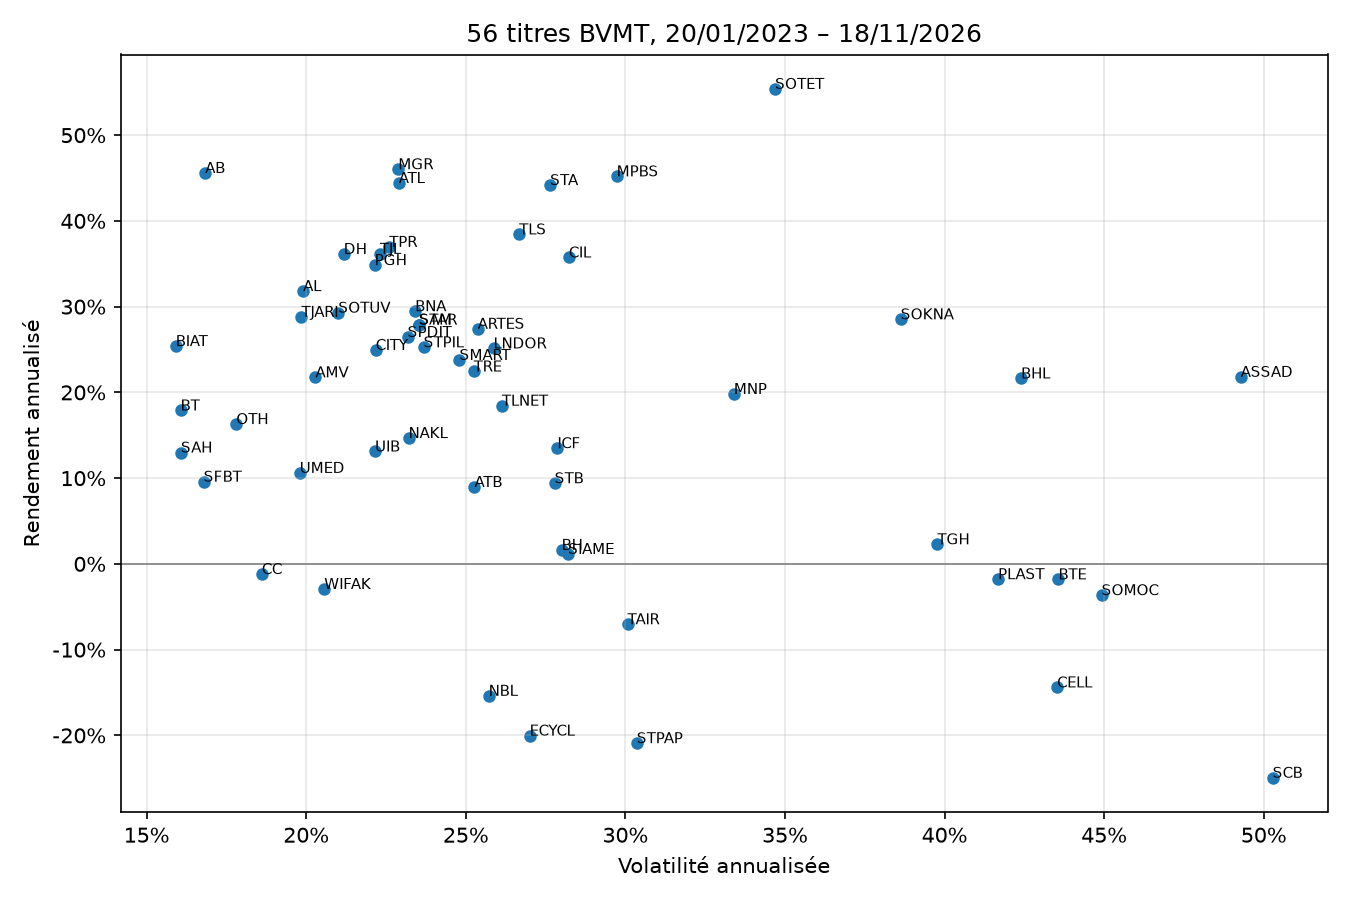 56 titres BVMT, 20/01/2023 – 18/11/2026
SOTET
50%
AB
MGR
ATL
STA
MPBS
40%
TLS
DH
TPR
PGH
CIL
AL
30%
TJARI
SOTUV
BNA
STAR
ARTES
SOKNA
SPDIT
BIAT
CITY
STPIL
LNDOR
SMART
TRE
AMV
BHL
ASSAD
20%
MNP
BT
TLNET
OTH
SAH
UIB
NAKL
ICF
10%
SFBT
UMED
ATB
STB
BH
SIAME
TGH
0%
CC
WIFAK
PLAST
BTE
SOMOC
TAIR
-10%
NBL
CELL
-20%
ECYCL
STPAP
SCB
15% 20% 25% 30% 35% 40% 45% 50%
Volatilité annualisée
Rendement annualisé